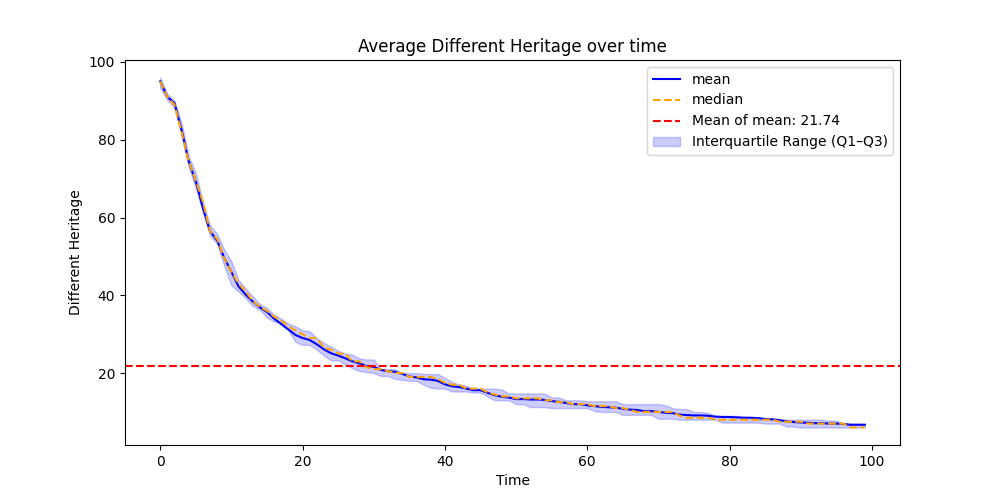 Average Different Heritage over time
mean
median
Mean of mean: 21.74
Interquartile Range (Q1–Q3)
Different Heritage
100
80
60
40
20
0
20
40
60
80
100
Time